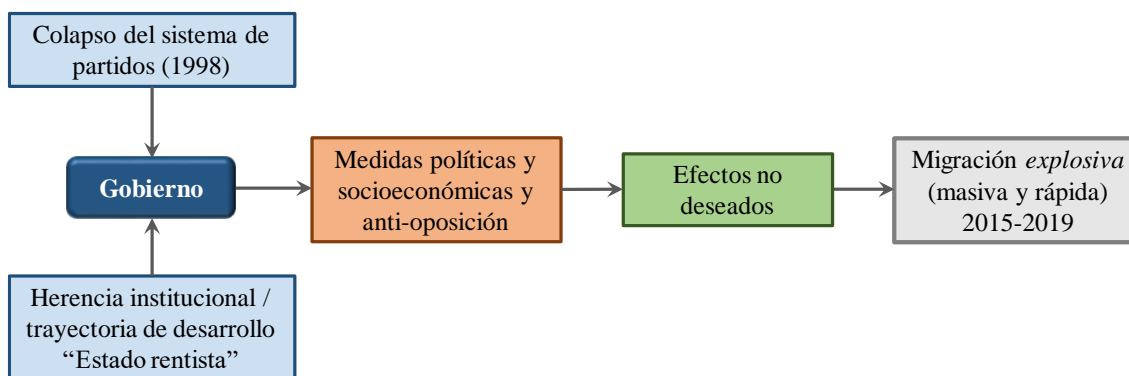 Colapso del sistema de
partidos (1998)
Gobierno
Medidas políticas y
socioeconómicas y
anti-oposición
Efectos no
deseados
Migración explosiva
(masiva y rápida)
2015-2019
Herencia institucional /
trayectoria de desarrollo
“Estado rentista”